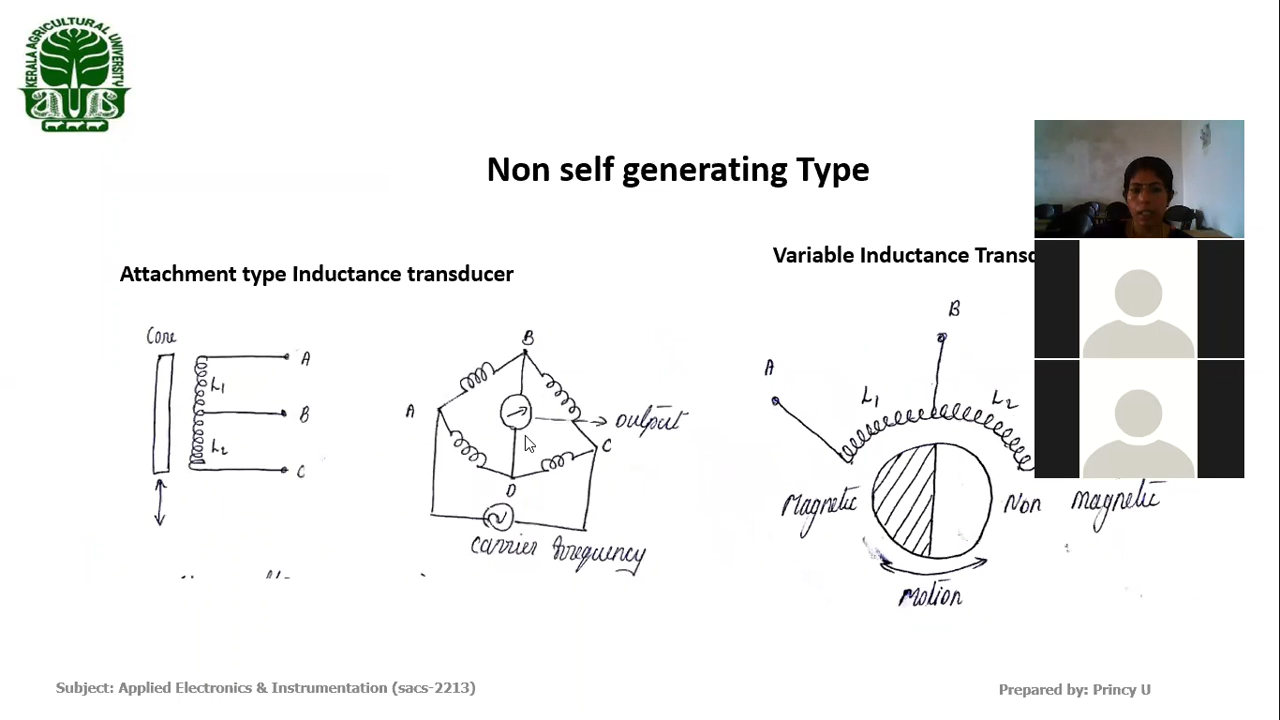 KERALA AGRICULTURAL UNIVERSITY
Non self generating Type
Attachment type Inductance transducer
Variable Inductance Trans
Core
A
L1
B
L2
C
B
A
output
C
D
carrier frequency
B
A
L1
L2
Magnetic
Non magnetic
Motion
Subject: Applied Electronics & Instrumentation (sacs-2213)
Prepared by: Princy U